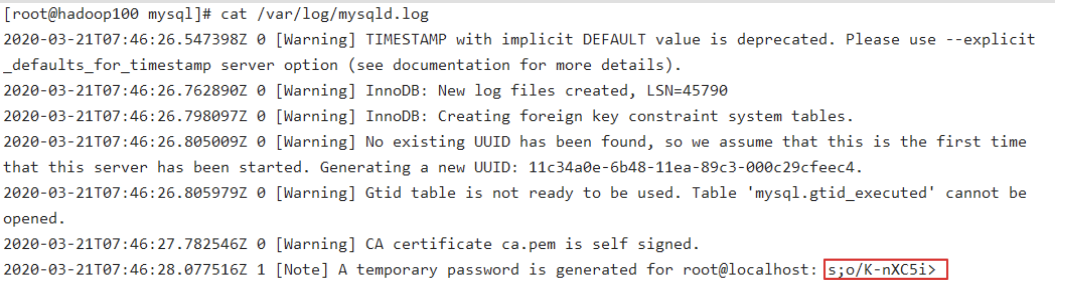 [root@hadoop100 mysql]# cat /var/log/mysqld.log
2020-03-21T07:46:26.547398Z 0 [Warning] TIMESTAMP with implicit DEFAULT value is deprecated. Please use --explicit
_defaults_for_timestamp server option (see documentation for more details).
2020-03-21T07:46:26.762890Z 0 [Warning] InnoDB: New log files created, LSN=45790
2020-03-21T07:46:26.798097Z 0 [Warning] InnoDB: Creating foreign key constraint system tables.
2020-03-21T07:46:26.805009Z 0 [Warning] No existing UUID has been found, so we assume that this is the first time
that this server has been started. Generating a new UUID: 11c34a0e-6b48-11ea-89c3-000c29cfeec4.
2020-03-21T07:46:26.805979Z 0 [Warning] Gtid table is not ready to be used. Table 'mysql.gtid_executed' cannot be
opened.
2020-03-21T07:46:27.782546Z 0 [Warning] CA certificate ca.pem is self signed.
2020-03-21T07:46:28.077516Z 1 [Note] A temporary password is generated for root@localhost: s;o/K-nXC5i>